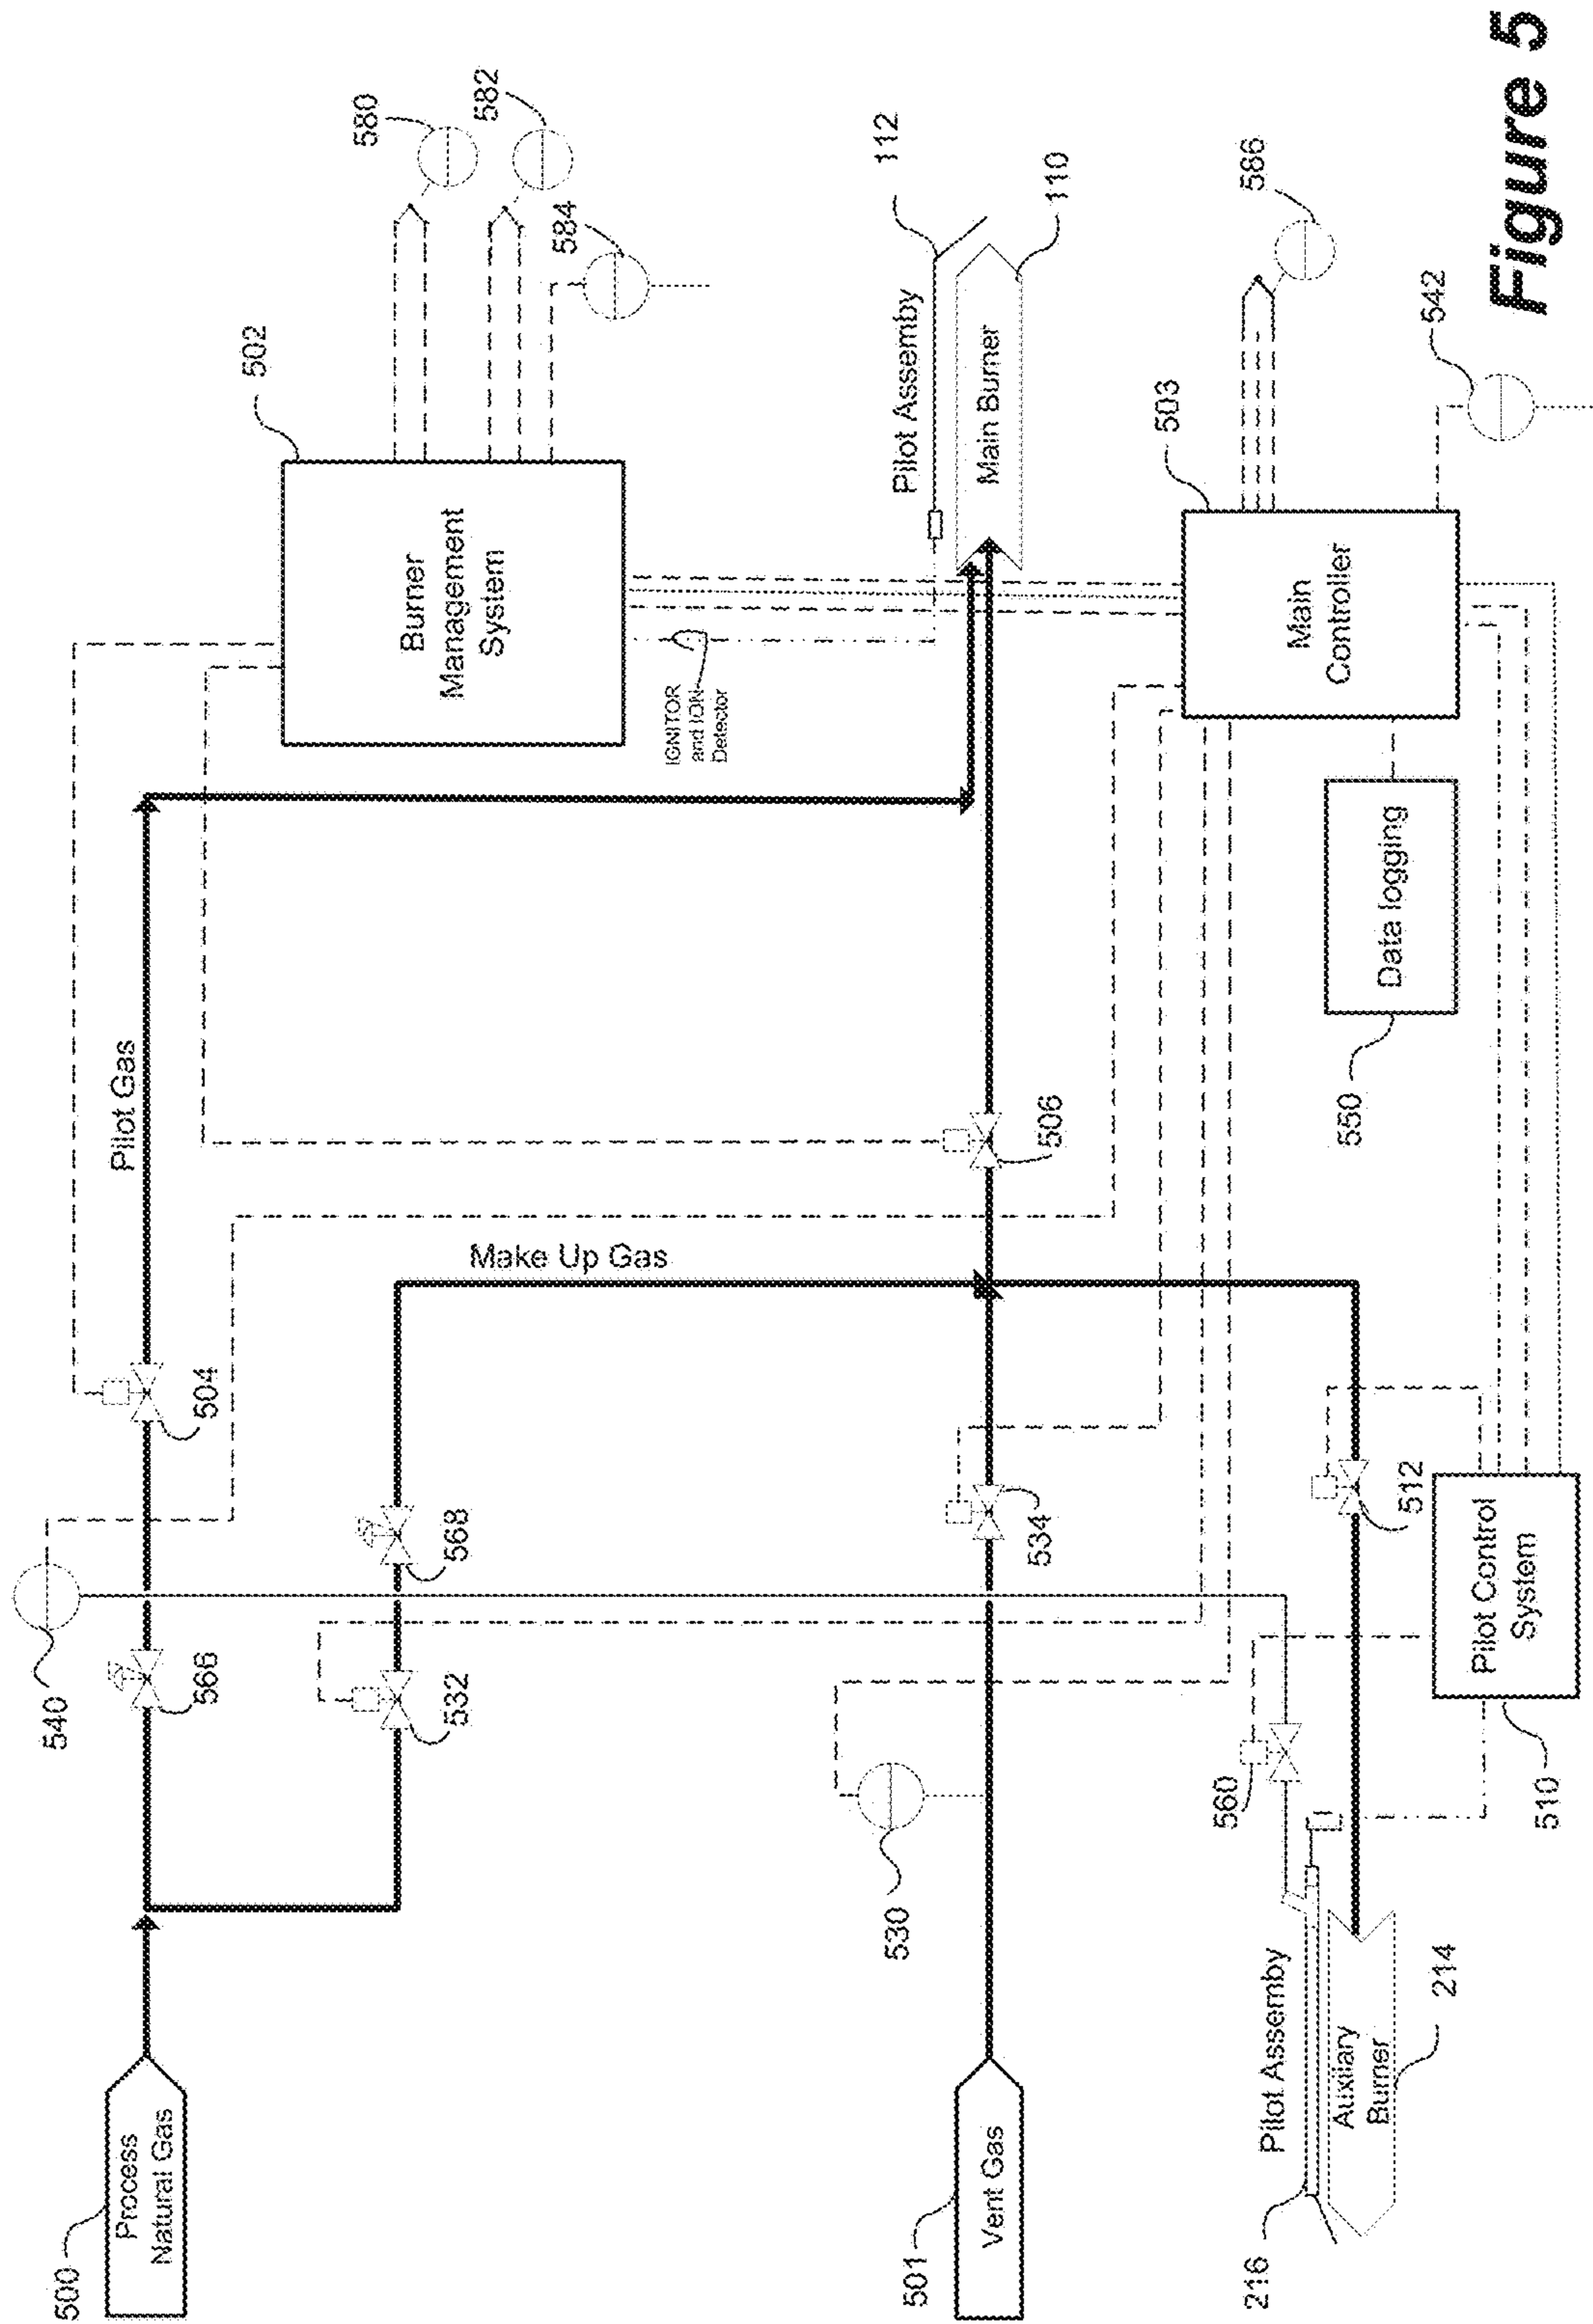 500
Process
Natural Gas
540
566
504
Pilot Gas
532
568
Make Up Gas
502
Burner
Management
System
580
582
584
IGNITOR
and ION
Detector
501
Vent Gas
530
534
506
Pilot Assemby
112
Main Burner
110
216
Pilot Assemby
Auxiliary
Burner
214
560
512
510
Pilot Control
System
550
Data logging
503
Main
Controller
586
542
Figure 5